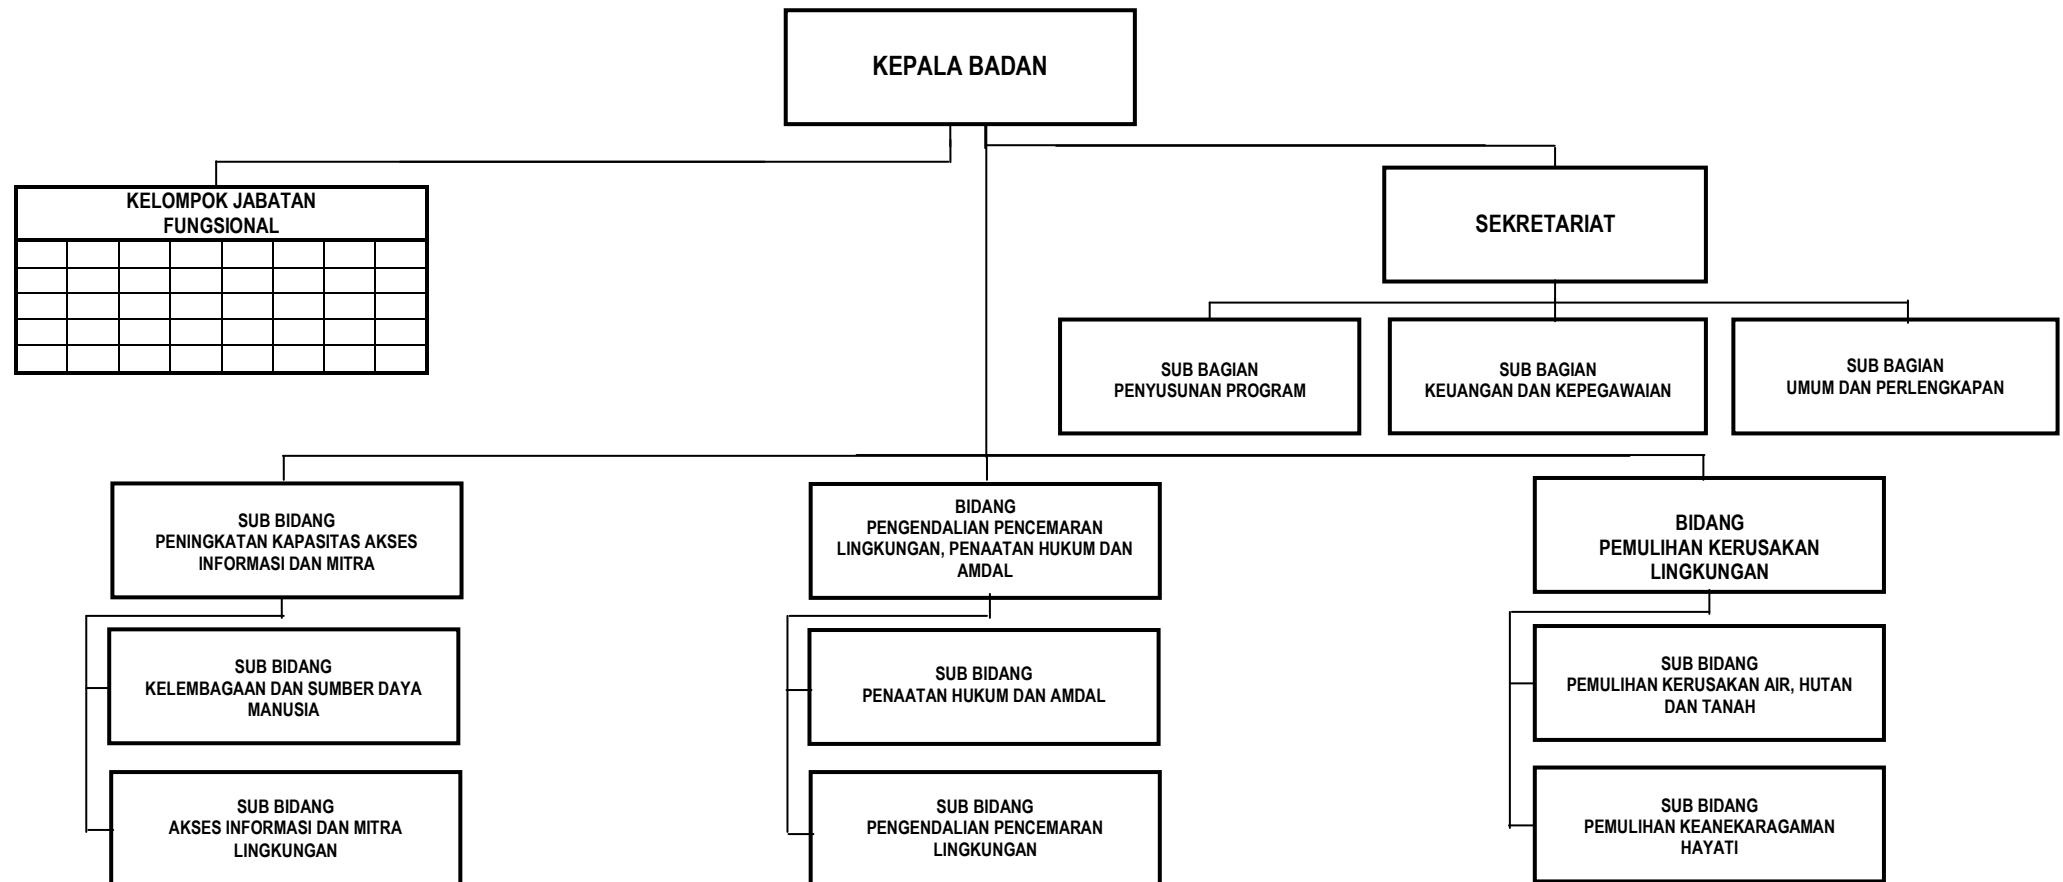 KEPALA BADAN
KELOMPOK JABATAN
FUNGSIONAL
SEKRETARIAT
SUB BAGIAN
PENYUSUNAN PROGRAM
SUB BAGIAN
KEUANGAN DAN KEPEGAWAIAN
SUB BAGIAN
UMUM DAN PERLENGKAPAN
SUB BIDANG
PENINGKATAN KAPASITAS AKSES
INFORMASI DAN MITRA
BIDANG
PENGENDALIAN PENCEMARAN
LINGKUNGAN, PENAATAN HUKUM DAN
AMDAL
BIDANG
PEMULIHAN KERUSAKAN
LINGKUNGAN
SUB BIDANG
KELEMBAGAAN DAN SUMBER DAYA
MANUSIA
SUB BIDANG
PENAATAN HUKUM DAN AMDAL
SUB BIDANG
PEMULIHAN KERUSAKAN AIR, HUTAN
DAN TANAH
SUB BIDANG
AKSES INFORMASI DAN MITRA
LINGKUNGAN
SUB BIDANG
PENGENDALIAN PENCEMARAN
LINGKUNGAN
SUB BIDANG
PEMULIHAN KEANEKARAGAMAN
HAYATI